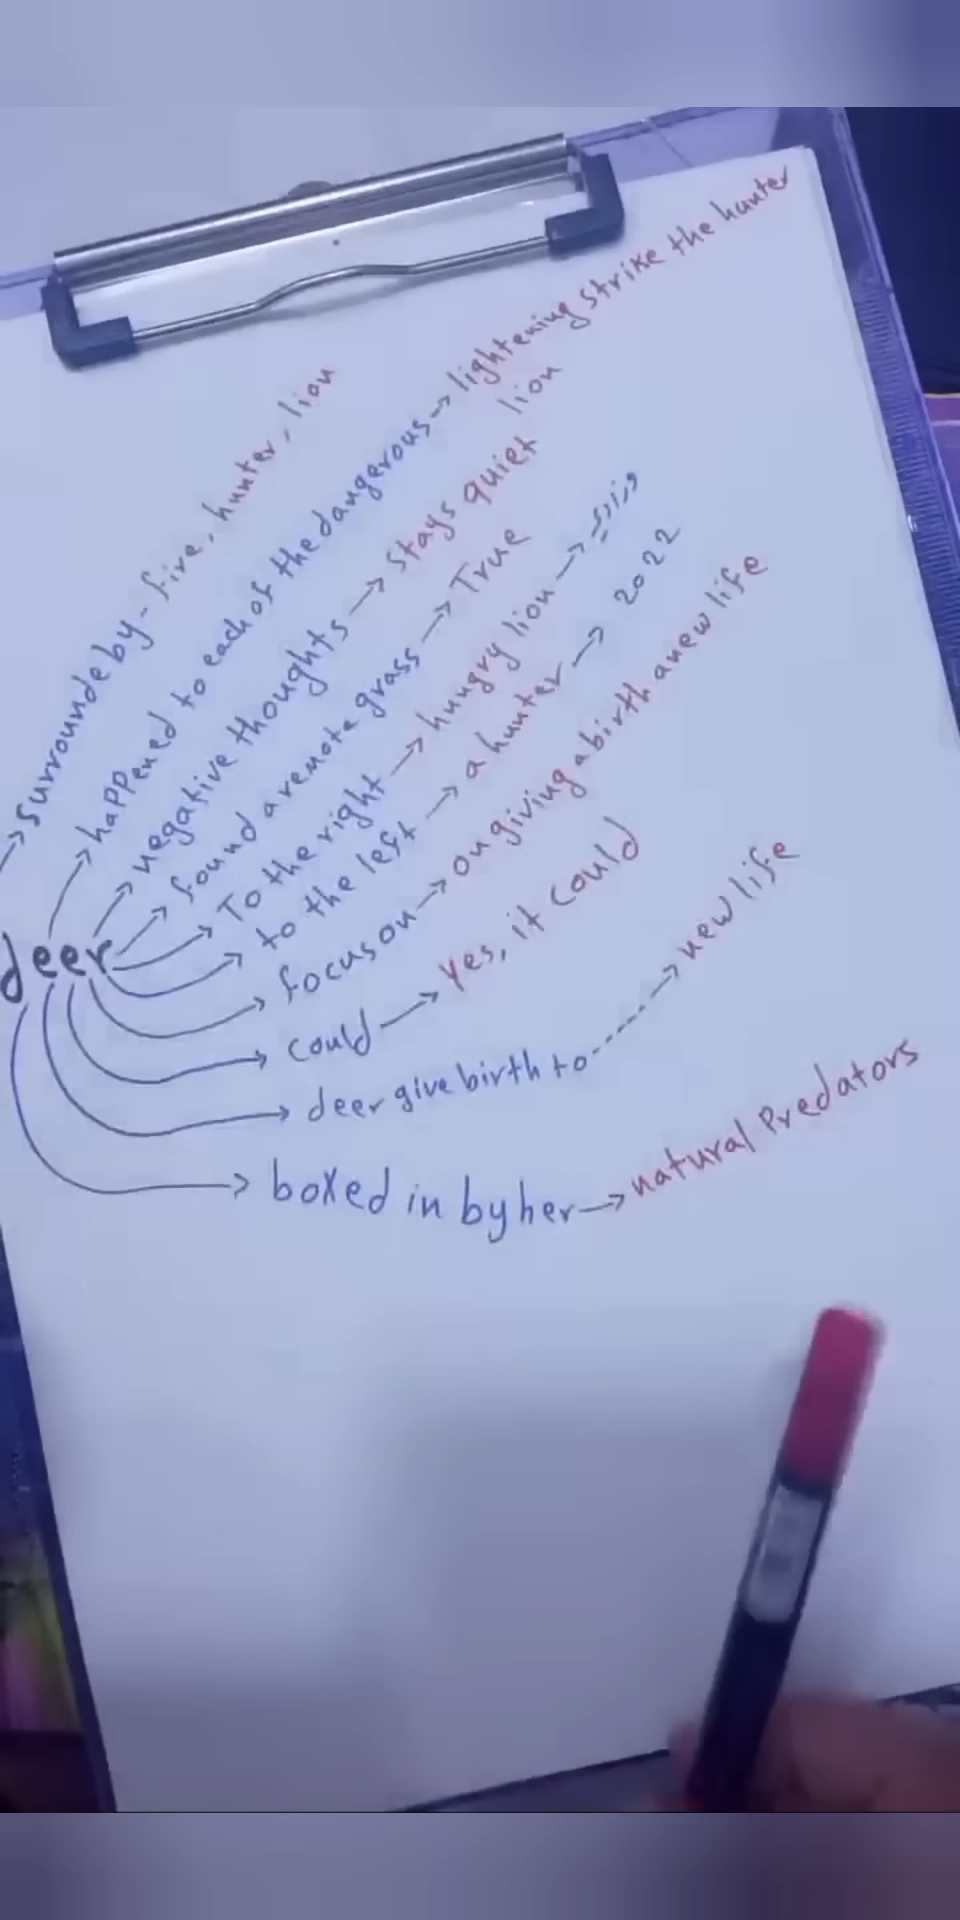 surrounde by - fire, hunter, lion
happened to each of the dangerous → lightening strike the hunter
lion
negative thoughts → stays quiet
found a remote grass → True
To the right → hungry lion →
to the left → a hunter → 2022
focus on → on giving a birth a new life
could → yes, it could
deer give birth to → new life
boxed in by her → natural Predators
deer